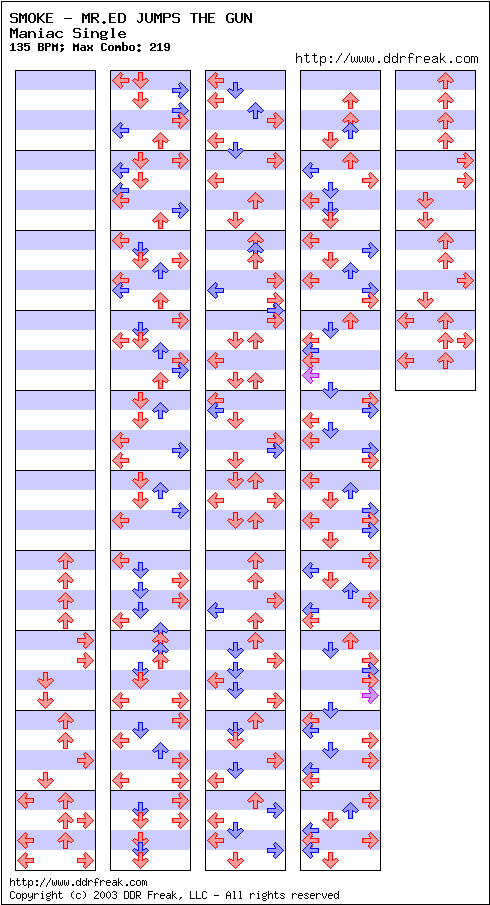 SMOKE - MR.ED JUMPS THE GUN
Maniac Single
135 BPM; Max Combo: 219
http://www.ddrfreak.com
http://www.ddrfreak.com
Copyright (c) 2003 DDR Freak, LLC - All rights reserved